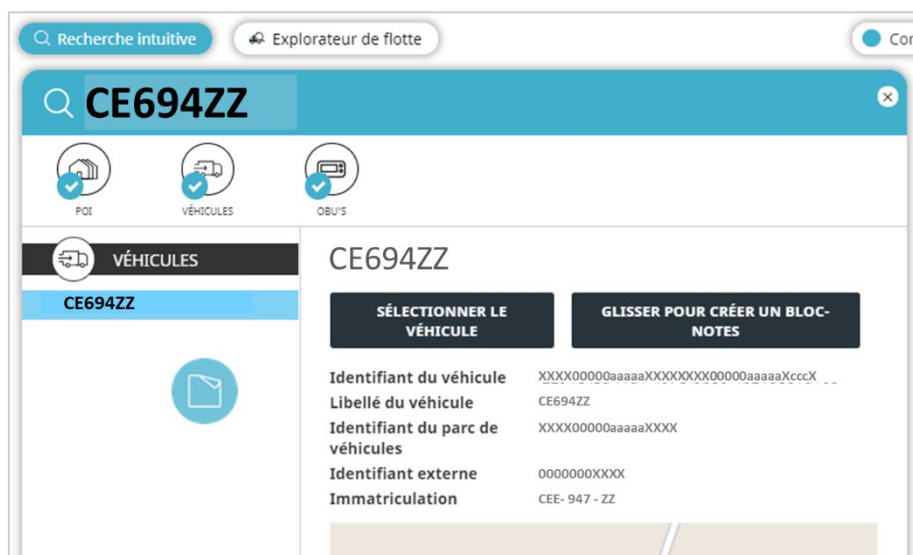 Recherche intuitive
Explorateur de flotte
CE694ZZ
POI
VÉHICULES
OBU'S
VÉHICULES
CE694ZZ
CE694ZZ
SÉLECTIONNER LE
VÉHICULE
GLISSER POUR CRÉER UN BLOC-
NOTES
Identifiant du véhicule XXXX00000aaaaaXXXXXXXX00000aaaaaXcccX
Libellé du véhicule CE694ZZ
Identifiant du parc de XXXX00000aaaaaXXXX
véhicules
Identifiant externe 0000000XXXX
Immatriculation CEE- 947 - ZZ